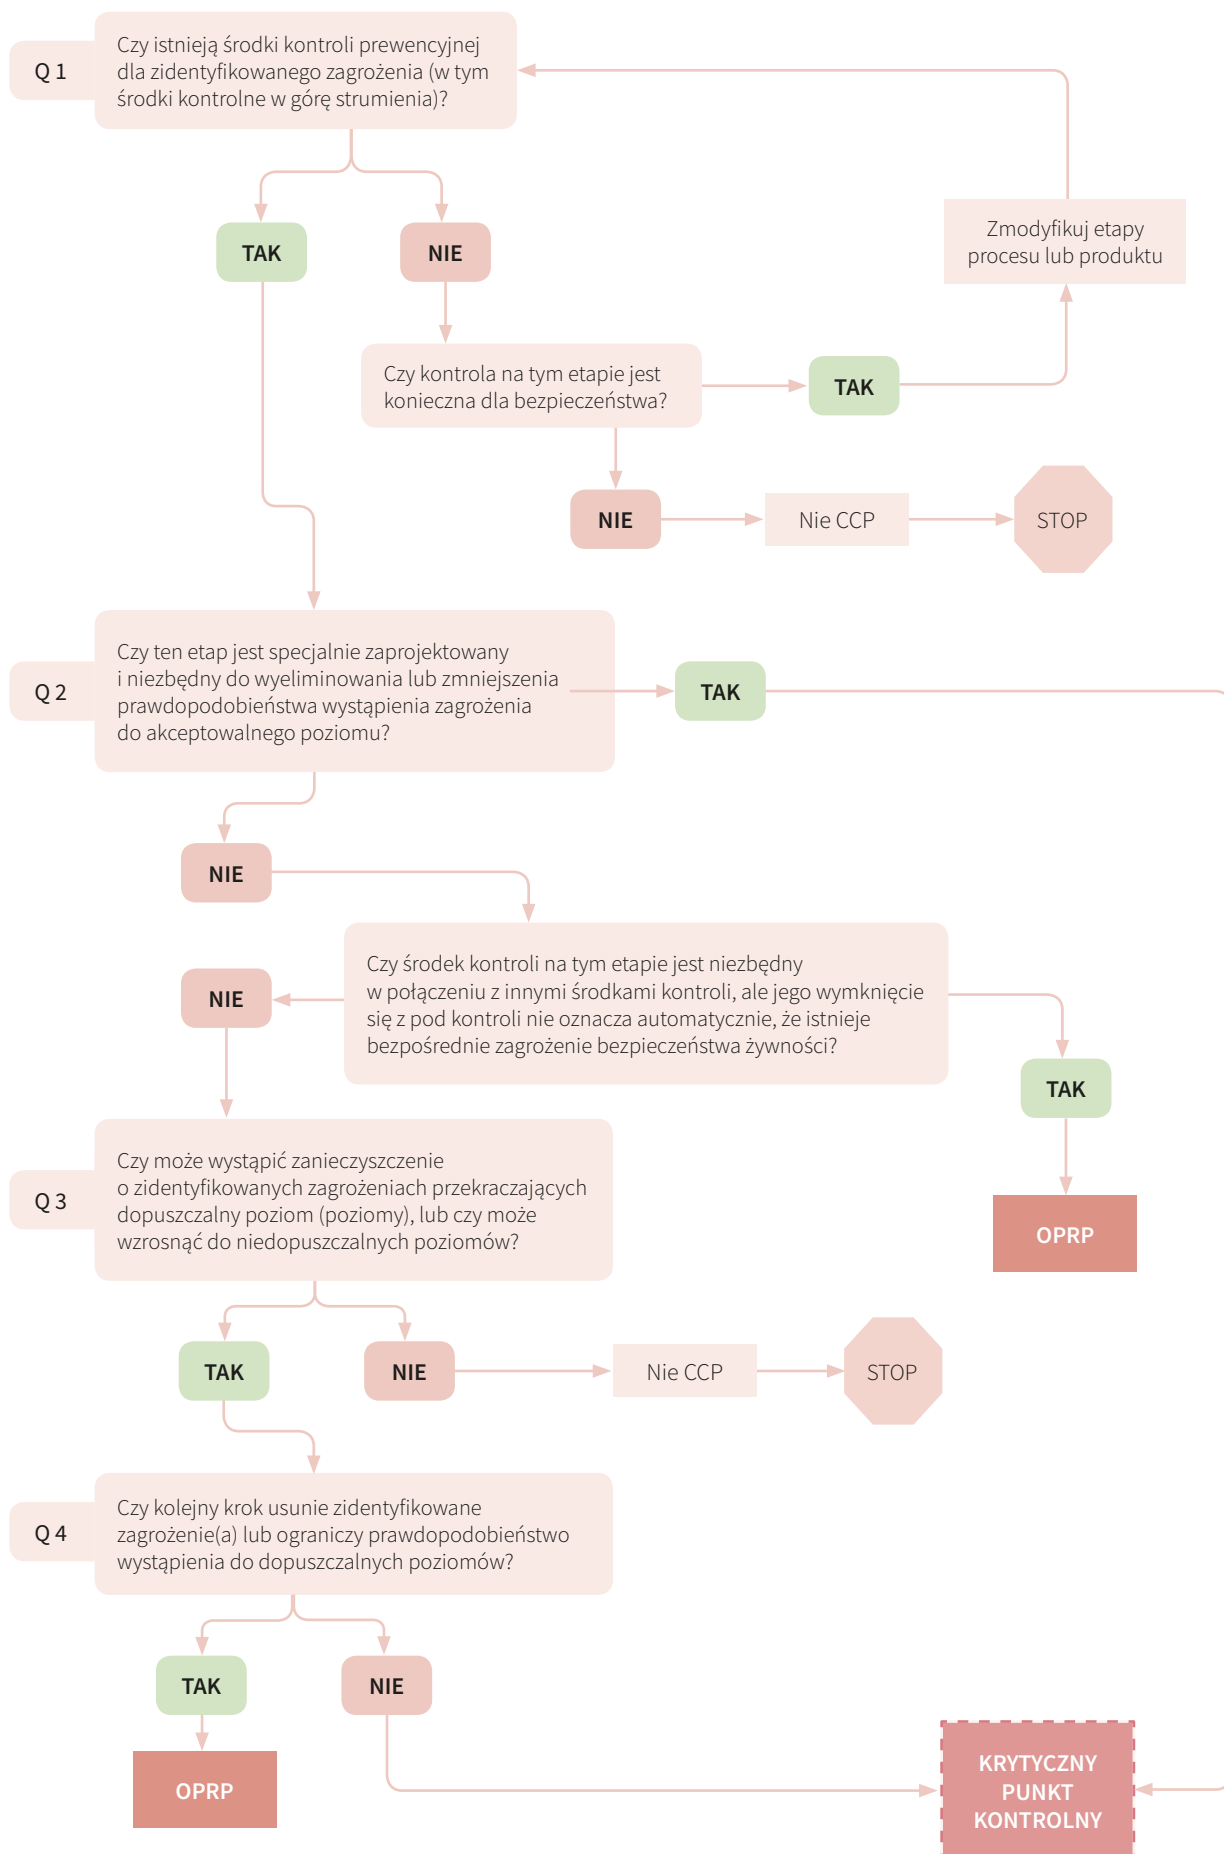 Q 1
Czy istnieją środki kontroli prewencyjnej
dla zidentyfikowanego zagrożenia (w tym
środki kontrolne w górę strumienia)?
TAK
NIE
Zmodyfikuj etapy
procesu lub produktu
Czy kontrola na tym etapie jest
konieczna dla bezpieczeństwa?
TAK
NIE
Nie CCP
STOP
Q 2
Czy ten etap jest specjalnie zaprojektowany
i niezbędny do wyeliminowania lub zmniejszenia
prawdopodobieństwa wystąpienia zagrożenia
do akceptowalnego poziomu?
TAK
NIE
Czy środek kontroli na tym etapie jest niezbędny
w połączeniu z innymi środkami kontroli, ale jego wymknięcie
się z pod kontroli nie oznacza automatycznie, że istnieje
bezpośrednie zagrożenie bezpieczeństwa żywności?
NIE
TAK
OPRP
Q 3
Czy może wystąpić zanieczyszczenie
o zidentyfikowanych zagrożeniach przekraczających
dopuszczalny poziom (poziomy), lub czy może
wzrosnąć do niedopuszczalnych poziomów?
TAK
NIE
Nie CCP
STOP
Q 4
Czy kolejny krok usunie zidentyfikowane
zagrożenie(a) lub ograniczy prawdopodobieństwo
wystąpienia do dopuszczalnych poziomów?
TAK
NIE
OPRP
KRYTYCZNY
PUNKT
KONTROLNY